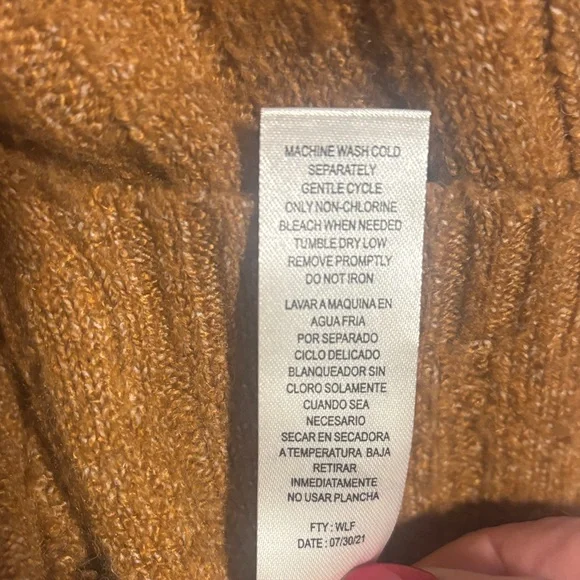 MACHINE WASH COLD
SEPARATELY
GENTLE CYCLE
ONLY NON-CHLORINE
BLEACH WHEN NEEDED
TUMBLE DRY LOW
REMOVE PROMPTLY
DO NOT IRON
LAVAR A MAQUINA EN
AGUA FRIA
POR SEPARADO
CICLO DELICADO
BLANQUEADOR SIN
CLORO SOLAMENTE
CUANDO SEA
NECESARIO
SECAR EN SECADORA
A TEMPERATURA BAJA
RETIRAR
INMEDIATAMENTE
NO USAR PLANCHA
FTY : WLF
DATE : 07/30/21